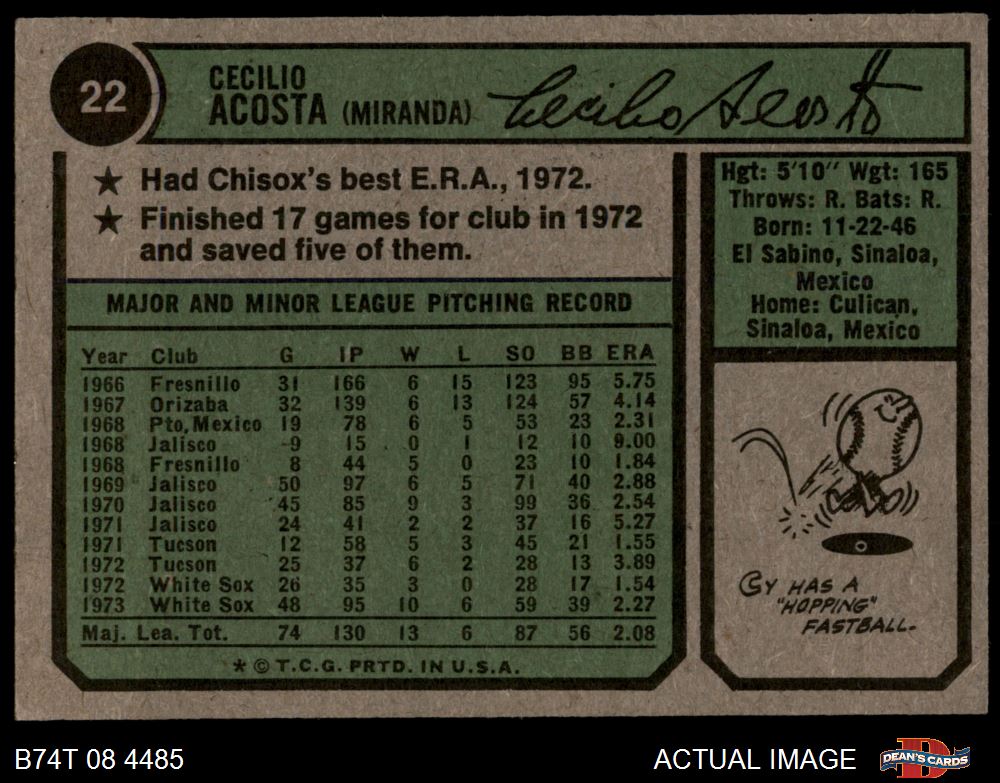 22
CECILIO
ACOSTA (MIRANDA)
Cecilio Acosta
★ Had Chisox's best E.R.A., 1972.
★ Finished 17 games for club in 1972
and saved five of them.
MAJOR AND MINOR LEAGUE PITCHING RECORD
Year Club G IP W L SO BB ERA
1966 Fresnillo 31 166 6 15 123 95 5.75
1967 Orizaba 32 139 6 13 124 57 4.14
1968 Pto, Mexico 19 78 6 5 53 23 2.31
1968 Jalisco 9 15 0 1 12 10 9.00
1968 Fresnillo 8 44 5 0 23 10 1.84
1969 Jalisco 50 97 6 5 71 40 2.88
1970 Jalisco 45 85 9 3 99 36 2.54
1971 Jalisco 24 41 2 2 37 16 5.27
1971 Tucson 12 58 5 3 45 21 1.55
1972 Tucson 25 37 6 2 28 13 3.89
1972 White Sox 26 35 3 0 28 17 1.54
1973 White Sox 48 95 10 6 59 39 2.27
Maj. Lea. Tot. 74 130 13 6 87 56 2.08
* © T.C.G. PRTD. IN U.S.A.
Hgt: 5'10" Wgt: 165
Throws: R. Bats: R.
Born: 11-22-46
El Sabino, Sinaloa,
Mexico
Home: Culican,
Sinaloa, Mexico
CY HAS A
"HOPPING"
FASTBALL.
B74T 08 4485
ACTUAL IMAGE
DEAN'S CARDS